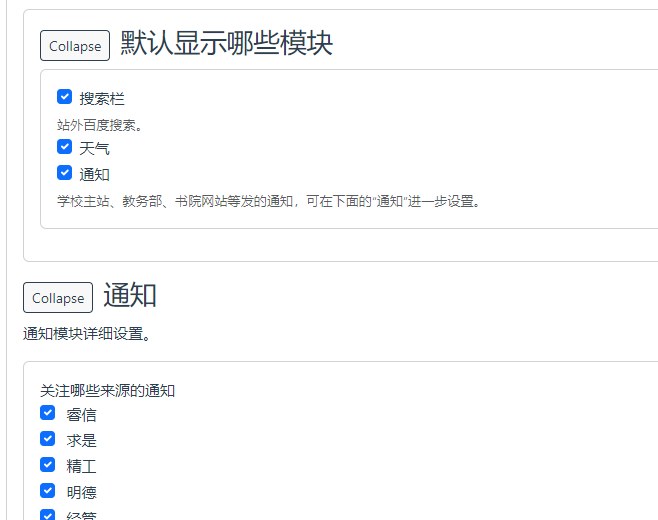 Collapse 默认显示哪些模块
搜索栏
站外百度搜索。
天气
通知
学校主站、教务部、书院网站等发的通知，可在下面的“通知”进一步设置。
Collapse 通知
通知模块详细设置。
关注哪些来源的通知
睿信
求是
精工
明德
经管